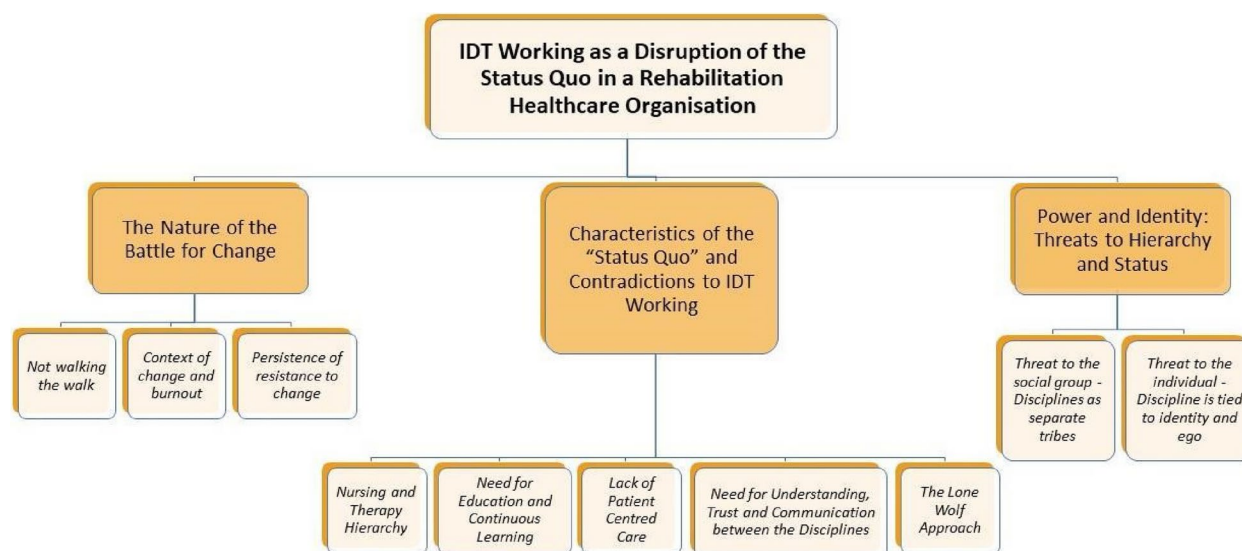 IDT Working as a Disruption of the
Status Quo in a Rehabilitation
Healthcare Organisation
The Nature of the
Battle for Change
Characteristics of the
“Status Quo” and
Contradictions to IDT
Working
Power and Identity:
Threats to Hierarchy
and Status
Not walking
the walk
Context of
change and
burnout
Persistence of
resistance to
change
Threat to the
social group -
Disciplines as
separate
tribes
Threat to the
individual -
Discipline is tied
to identity and
ego
Nursing and
Therapy
Hierarchy
Need for
Education and
Continuous
Learning
Lack of
Patient
Centred
Care
Need for Understanding,
Trust and Communication
between the Disciplines
The Lone
Wolf
Approach